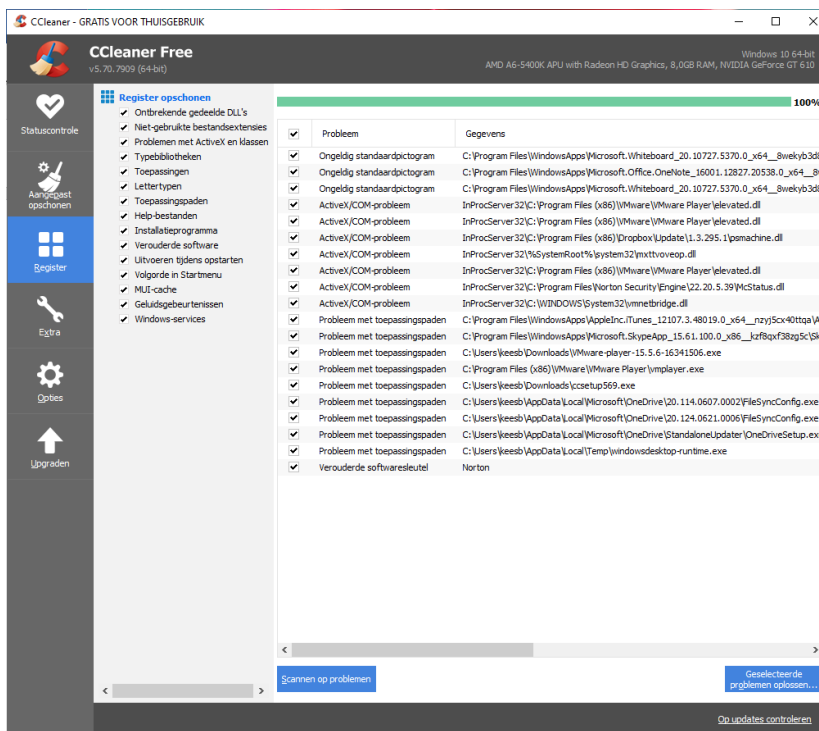 CCleaner - GRATIS VOOR THUISGEBRUIK
CCleaner Free
v5.70.7909 (64-bit)
Windows 10 64-bit
AMD A6-5400K APU with Radeon HD Graphics, 8,0GB RAM, NVIDIA GeForce GT 610
Statuscontrole
Aangepast
opschonen
Register
Extra
Opties
Upgraden
Register opschonen
Ontbrekende gedeelde DLL's
Niet-gebruikte bestandsextensies
Problemen met ActiveX en klassen
Typebibliotheken
Toepassingen
Lettertypen
Toepassingspaden
Help-bestanden
Installatieprogramma
Verouderde software
Uitvoeren tijdens opstarten
Volgorde in Startmenu
MUI-cache
Geluidsgebeurtenissen
Windows-services
100%
Probleem Gegevens
Ongeldig standaardpictogram C:\Program Files\WindowsApps\Microsoft.Whiteboard_20.10727.5370.0_x64__8wekyb3d8
Ongeldig standaardpictogram C:\Program Files\WindowsApps\Microsoft.Office.OneNote_16001.12827.20538.0_x64__8
Ongeldig standaardpictogram C:\Program Files\WindowsApps\Microsoft.Whiteboard_20.10727.5370.0_x64__8wekyb3d8
ActiveX/COM-probleem InProcServer32\C:\Program Files (x86)\VMware\VMware Player\elevated.dll
ActiveX/COM-probleem InProcServer32\C:\Program Files (x86)\Dropbox\Update\1.3.295.1\psmachine.dll
ActiveX/COM-probleem InProcServer32\%SystemRoot%\system32\mxttvoveop.dll
ActiveX/COM-probleem InProcServer32\C:\Program Files (x86)\VMware\VMware Player\elevated.dll
ActiveX/COM-probleem InProcServer32\C:\Program Files\Norton Security\Engine\22.20.5.39\McStatus.dll
ActiveX/COM-probleem InProcServer32\C:\WINDOWS\System32\vmnetbridge.dll
Probleem met toepassingspaden C:\Program Files\WindowsApps\AppleInc.iTunes_12107.3.48019.0_x64__nzyj5cx40ttqa\A
Probleem met toepassingspaden C:\Program Files\WindowsApps\Microsoft.SkypeApp_15.61.100.0_x86__kzf8qxf38zg5c\Sk
Probleem met toepassingspaden C:\Users\keesb\Downloads\VMware-player-15.5.6-16341506.exe
Probleem met toepassingspaden C:\Program Files (x86)\VMware\VMware Player\vmplayer.exe
Probleem met toepassingspaden C:\Users\keesb\Downloads\ccsetup569.exe
Probleem met toepassingspaden C:\Users\keesb\AppData\Local\Microsoft\OneDrive\20.114.0607.0002\FileSyncConfig.exe
Probleem met toepassingspaden C:\Users\keesb\AppData\Local\Microsoft\OneDrive\20.124.0621.0006\FileSyncConfig.exe
Probleem met toepassingspaden C:\Users\keesb\AppData\Local\Microsoft\OneDrive\StandaloneUpdater\OneDriveSetup.ex
Probleem met toepassingspaden C:\Users\keesb\AppData\Local\Temp\windowsdesktop-runtime.exe
Verouderde softwaresleutel Norton
Scannen op problemen
Geselecteerde
problemen oplossen...
Op updates controleren